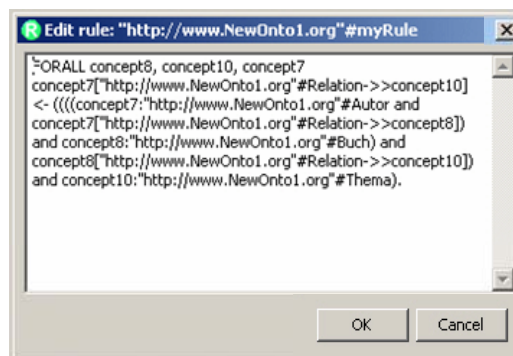 Edit rule: "http://www.NewOnto1.org"#myRule
FORALL concept8, concept10, concept7
concept7["http://www.NewOnto1.org"#Relation->>concept10]
<- ((((concept7:"http://www.NewOnto1.org"#Autor and
concept7["http://www.NewOnto1.org"#Relation->>concept8])
and concept8:"http://www.NewOnto1.org"#Buch) and
concept8["http://www.NewOnto1.org"#Relation->>concept10])
and concept10:"http://www.NewOnto1.org"#Thema).
OK Cancel